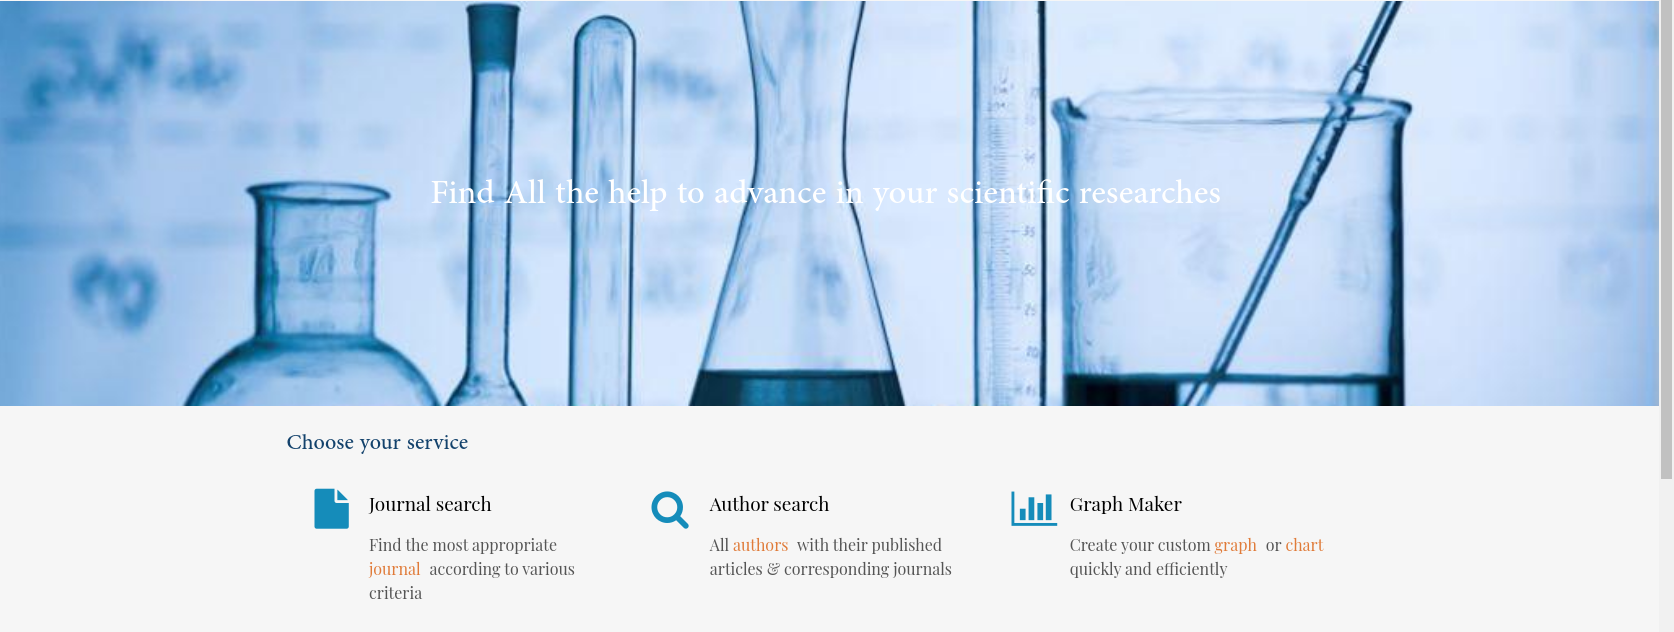 Find All the help to advance in your scientific researches
Choose your service
Journal search
Find the most appropriate
journal according to various
criteria
Author search
All authors with their published
articles & corresponding journals
Graph Maker
Create your custom graph or chart
quickly and efficiently